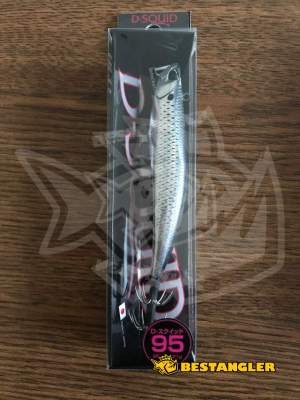 D-SQUID
D-SQUID
D-スクイッド
95
BESTANGLER